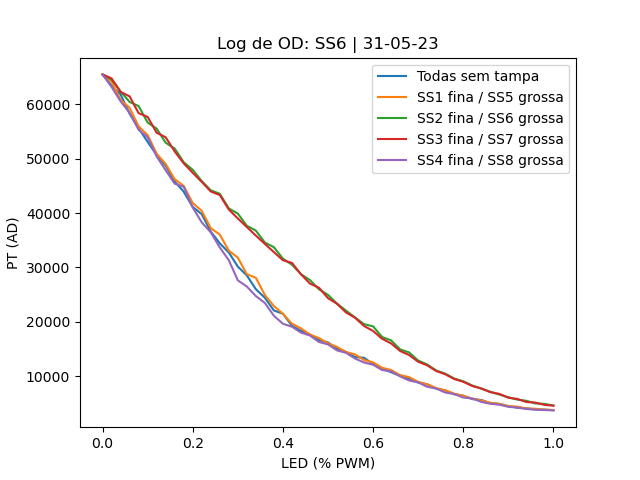 Log de OD: SS6 | 31-05-23
Todas sem tampa
SS1 fina / SS5 grossa
SS2 fina / SS6 grossa
SS3 fina / SS7 grossa
SS4 fina / SS8 grossa
PT (AD)
60000
50000
40000
30000
20000
10000
0.0 0.2 0.4 0.6 0.8 1.0
LED (% PWM)